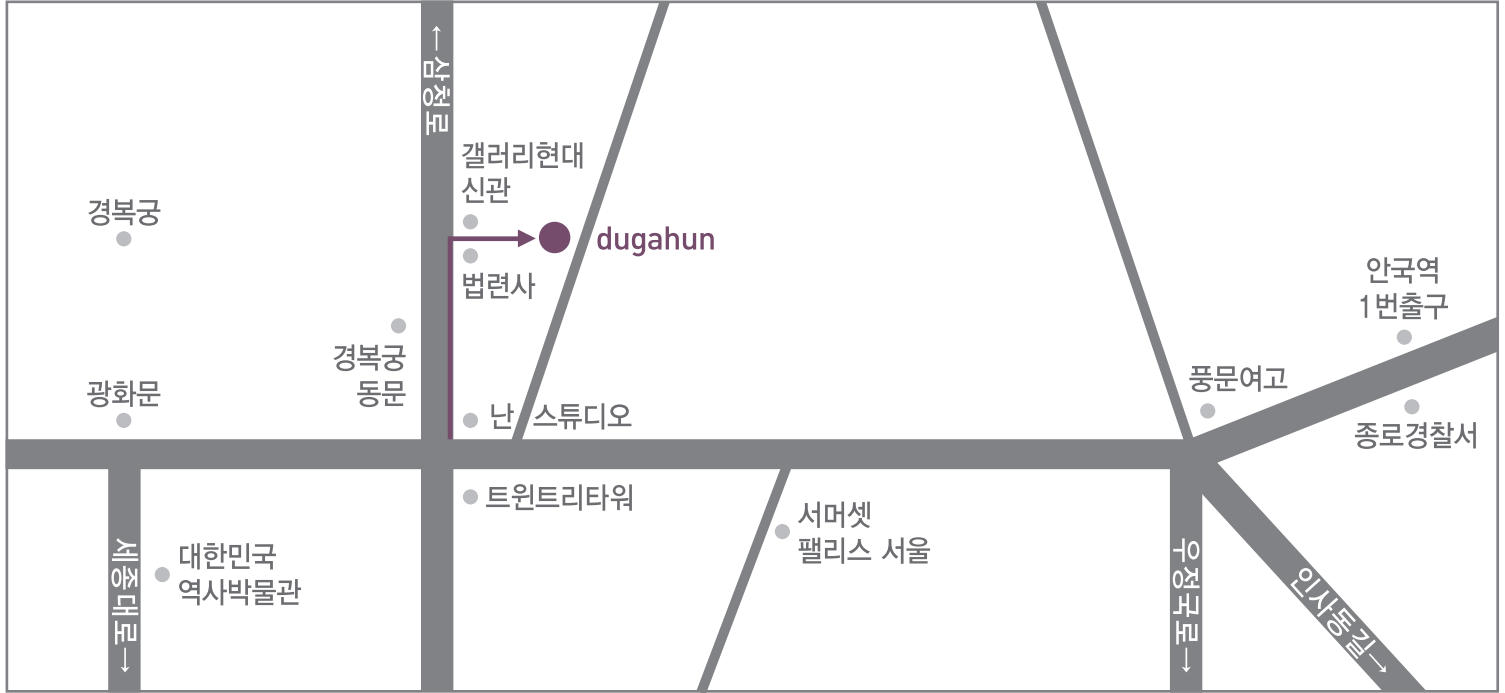 ← 삼청로
갤러리현대
신관
경복궁
dugahun
법련사
안국역
1번출구
경복궁
동문
풍문여고
광화문
난 스튜디오
종로경찰서
트윈트리타워
서머셋
팰리스 서울
대한민국
역사박물관
세종대로→
우정국로→
인사동길→